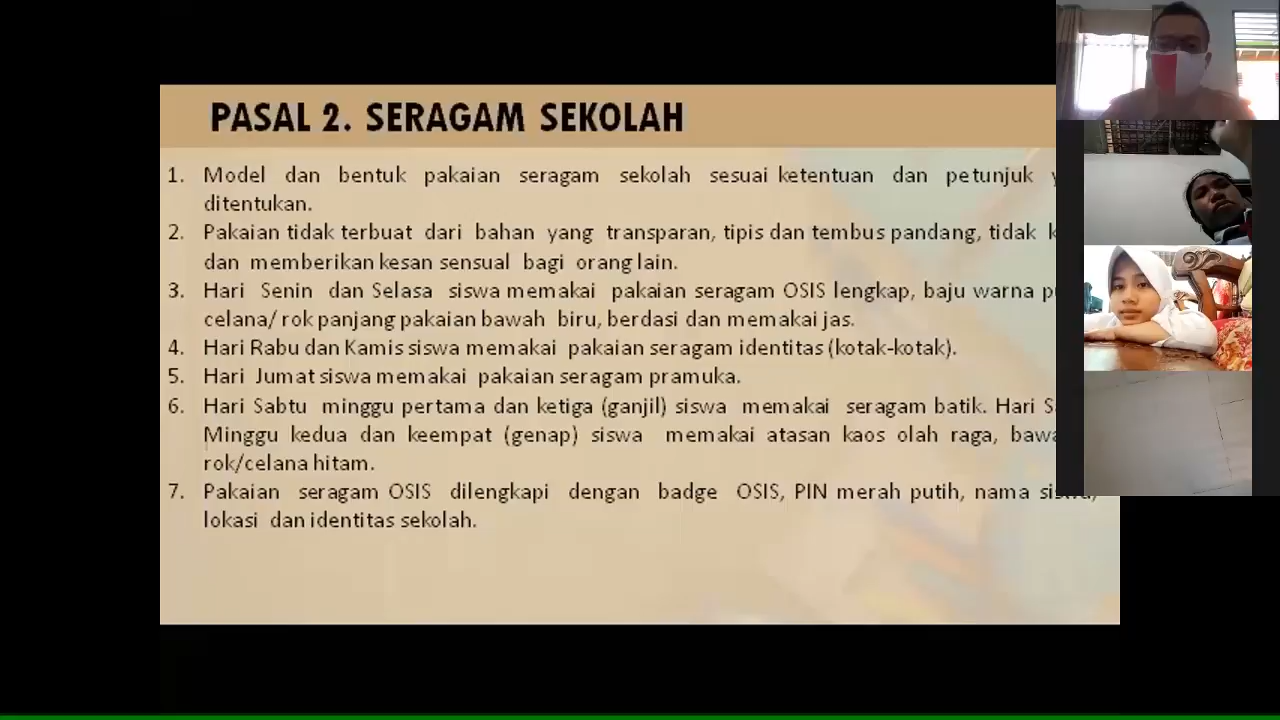 PASAL 2. SERAGAM SEKOLAH
1. Model dan bentuk pakaian seragam sekolah sesuai ketentuan dan petunjuk
ditentukan.
2. Pakaian tidak terbuat dari bahan yang transparan, tipis dan tembus pandang, tidak
dan memberikan kesan sensual bagi orang lain.
3. Hari Senin dan Selasa siswa memakai pakaian seragam OSIS lengkap, baju warna
celana/ rok panjang pakaian bawah biru, berdasi dan memakai jas.
4. Hari Rabu dan Kamis siswa memakai pakaian seragam identitas (kotak-kotak).
5. Hari Jumat siswa memakai pakaian seragam pramuka.
6. Hari Sabtu minggu pertama dan ketiga (ganjil) siswa memakai seragam batik. Hari
Minggu kedua dan keempat (genap) siswa memakai atasan kaos olah raga,
rok/celana hitam.
7. Pakaian seragam OSIS dilengkapi dengan badge OSIS, PIN merah putih, nama
lokasi dan identitas sekolah.